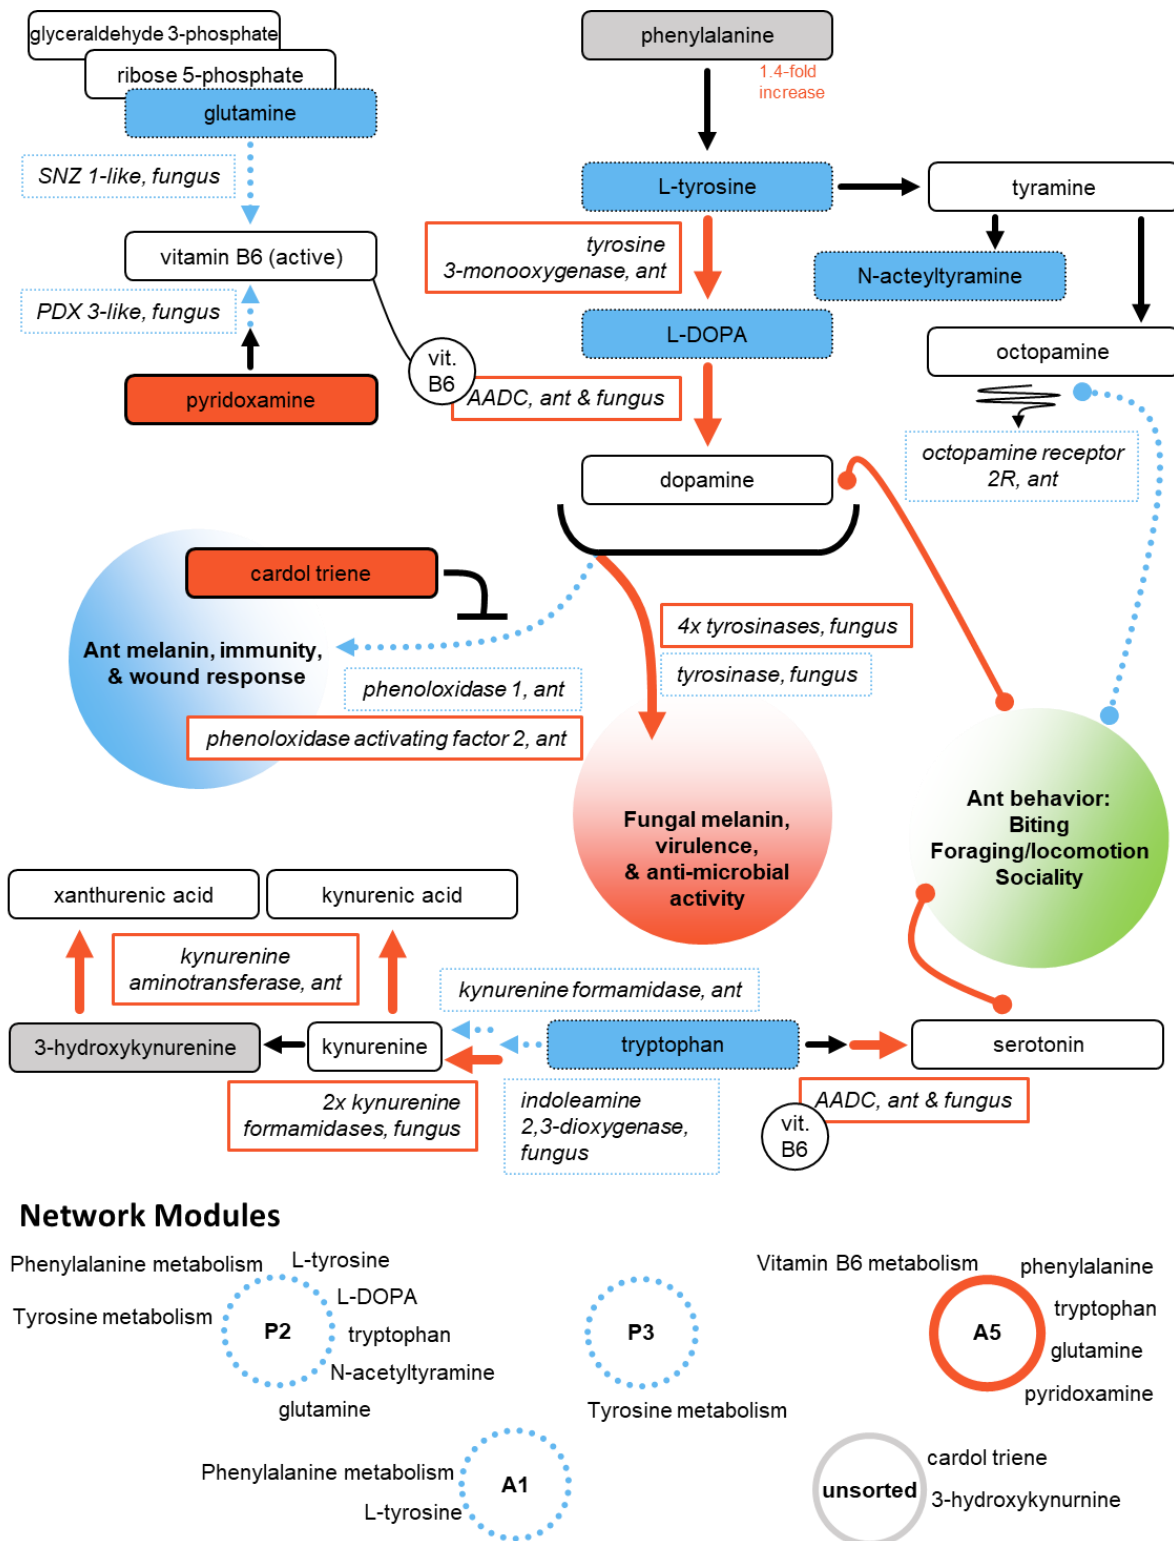 glyceraldehyde 3-phosphate
ribose 5-phosphate
glutamine
SNZ 1-like, fungus
vitamin B6 (active)
PDX 3-like, fungus
pyridoxamine
vit.
B6
phenylalanine
1.4-fold
increase
L-tyrosine
tyramine
tyrosine
3-monooxygenase, ant
N-acteyltyramine
L-DOPA
octopamine
AADC, ant & fungus
octopamine receptor
2R, ant
dopamine
cardol triene
Ant melanin, immunity,
& wound response
phenoloxidase 1, ant
phenoloxidase activating factor 2, ant
4x tyrosinases, fungus
tyrosinase, fungus
Fungal melanin,
virulence,
& anti-microbial
activity
Ant behavior:
Biting
Foraging/locomotion
Sociality
xanthurenic acid
kynurenic acid
kynurenine
aminotransferase, ant
kynurenine formamidase, ant
3-hydroxykynurenine
kynurenine
tryptophan
serotonin
2x kynurenine
formamidases, fungus
indoleamine
2,3-dioxygenase,
fungus
AADC, ant & fungus
vit.
B6
Network Modules
Phenylalanine metabolism
L-tyrosine
Tyrosine metabolism
L-DOPA
P2
tryptophan
N-acetyltyramine
glutamine
P3
Tyrosine metabolism
Vitamin B6 metabolism
phenylalanine
tryptophan
A5
glutamine
pyridoxamine
Phenylalanine metabolism
A1
L-tyrosine
unsorted
cardol triene
3-hydroxykynurnine